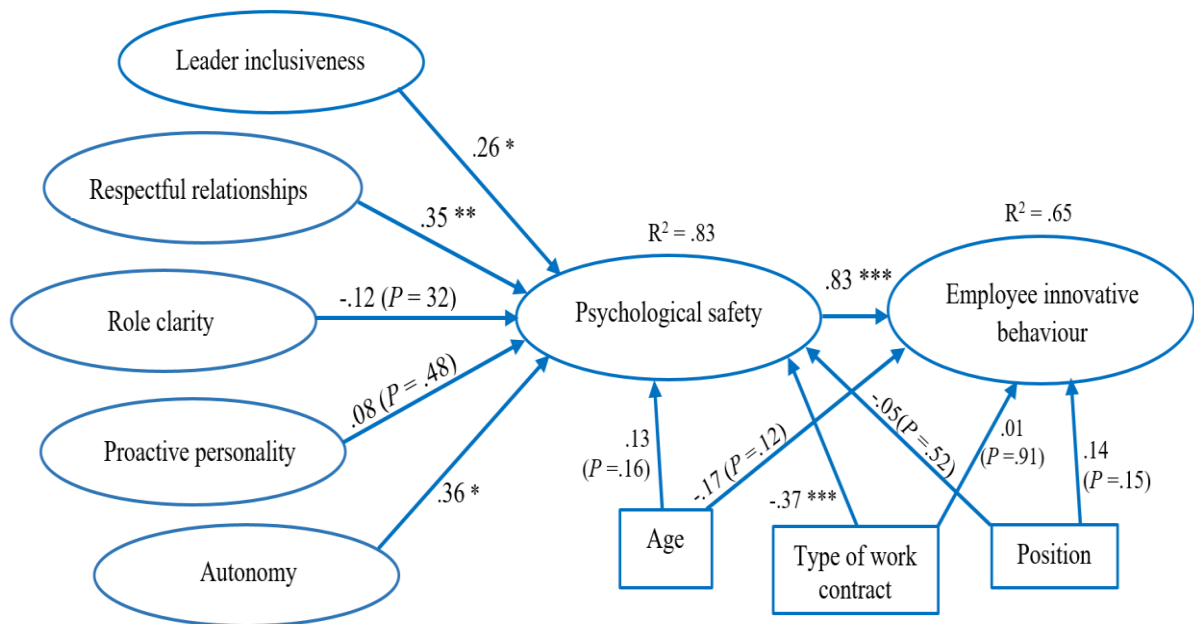 Leader inclusiveness
.26 *
Respectful relationships
.35 **
R² = .83
R² = .65
Role clarity
-.12 (P = 32)
Psychological safety
.83 ***
Employee innovative
behaviour
Proactive personality
.08 (P = .48)
Autonomy
.36 *
.13
(P =.16)
-.17 (P =.12)
-.37 ***
-.05(P =.52)
.01
(P =.91)
.14
(P =.15)
Age
Type of work
contract
Position